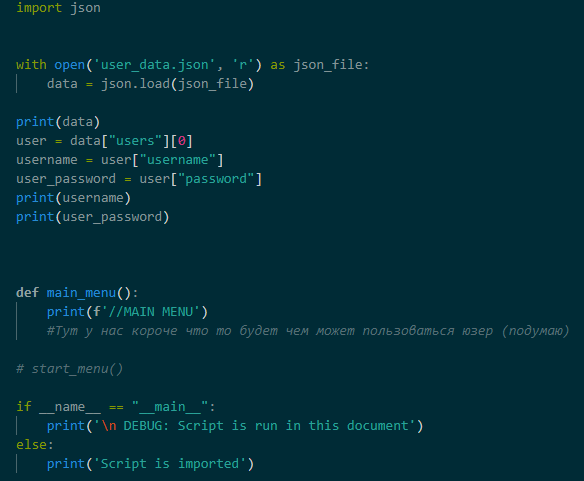 import json
with open('user_data.json', 'r') as json_file:
    data = json.load(json_file)
print(data)
user = data["users"][0]
username = user["username"]
user_password = user["password"]
print(username)
print(user_password)
def main_menu():
    print(f'//MAIN MENU')
    #Тут у нас короче что то будет чем может пользоваться юзер (подумаю)
# start_menu()
if __name__ == "__main__":
    print('\n DEBUG: Script is run in this document')
else:
    print('Script is imported')